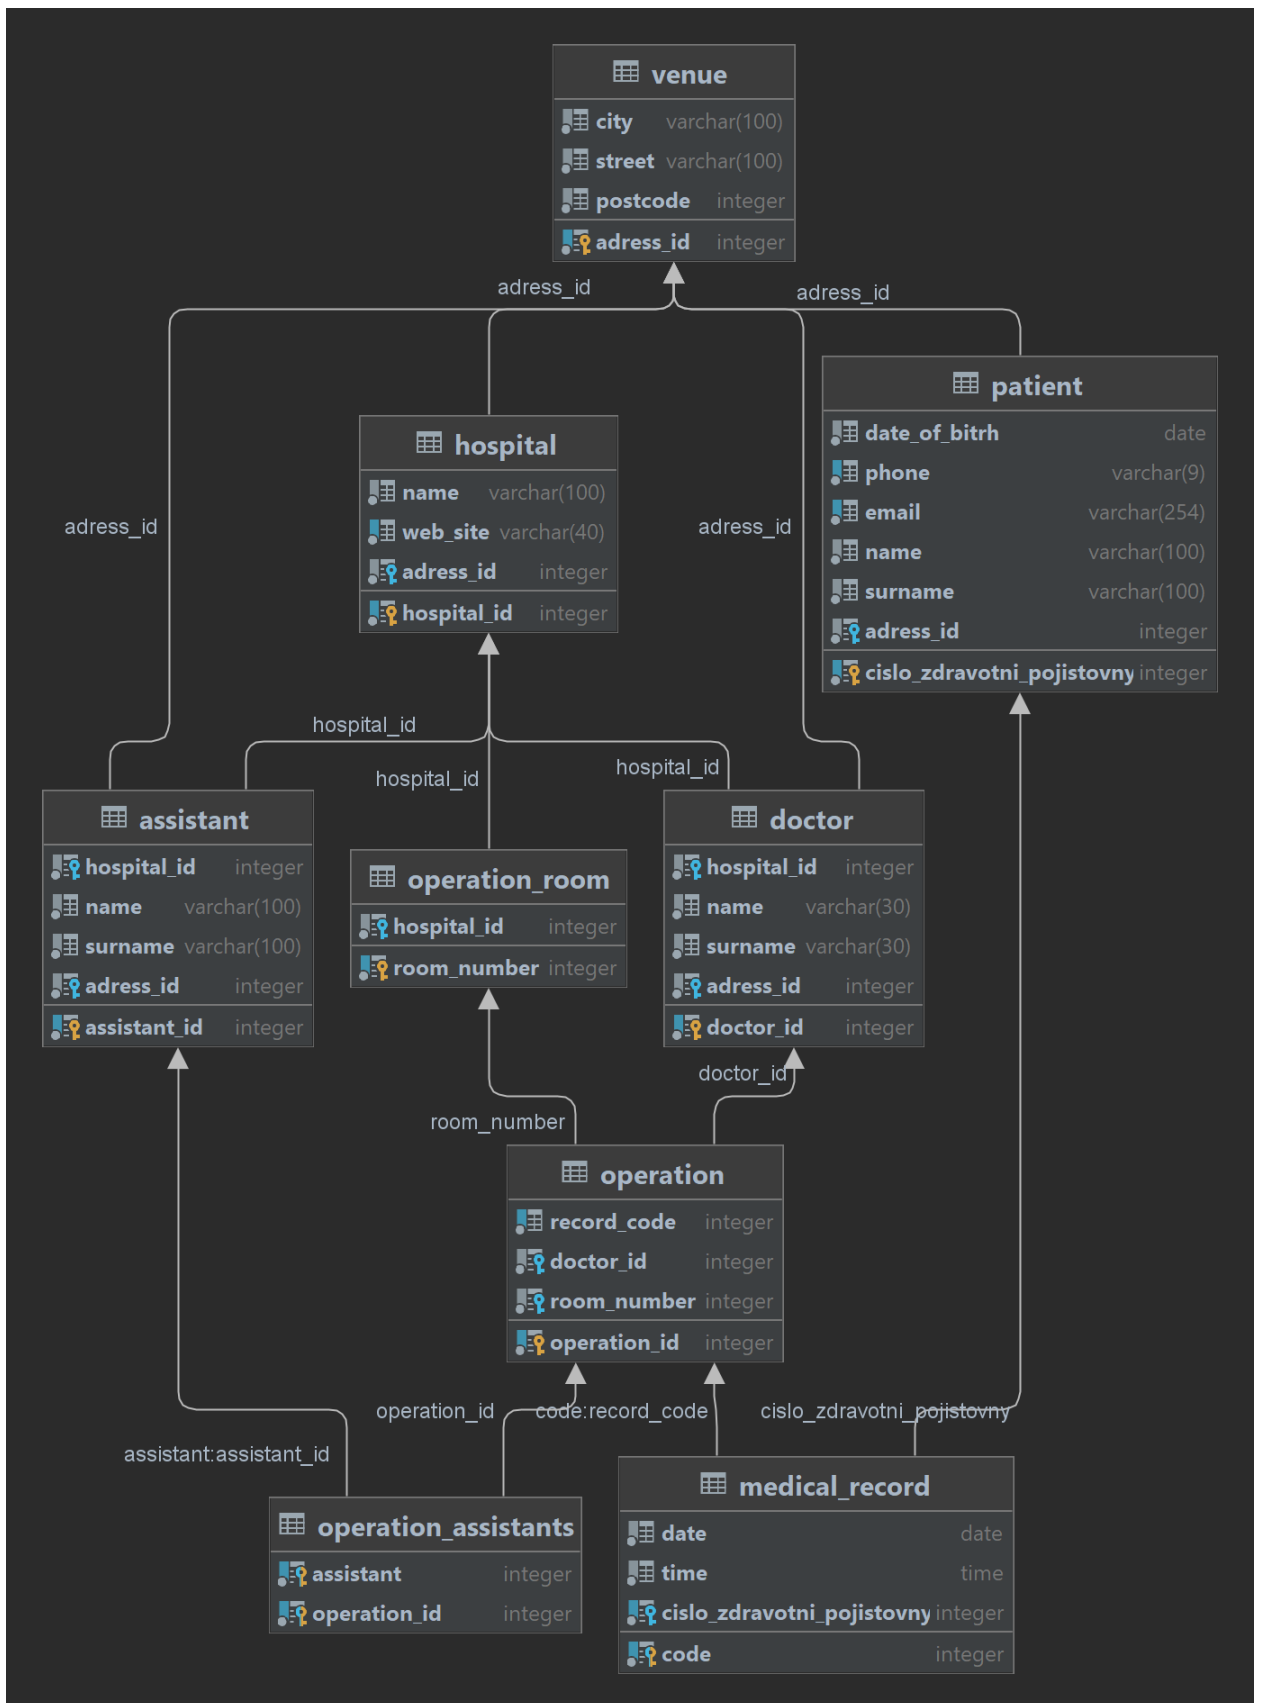 venue
city varchar(100)
street varchar(100)
postcode integer
adress_id integer
adress_id
adress_id
patient
date_of_bitrh date
phone varchar(9)
email varchar(254)
name varchar(100)
surname varchar(100)
adress_id integer
cislo_zdravotni_pojistovny integer
hospital
name varchar(100)
web_site varchar(40)
adress_id integer
hospital_id integer
adress_id
adress_id
hospital_id
hospital_id
hospital_id
assistant
hospital_id integer
name varchar(100)
surname varchar(100)
adress_id integer
assistant_id integer
operation_room
hospital_id integer
room_number integer
doctor
hospital_id integer
name varchar(30)
surname varchar(30)
adress_id integer
doctor_id integer
doctor_id
room_number
operation
record_code integer
doctor_id integer
room_number integer
operation_id integer
operation_id
code:record_code
cislo_zdravotni_pojistovny
assistant:assistant_id
operation_assistants
assistant integer
operation_id integer
medical_record
date date
time time
cislo_zdravotni_pojistovny integer
code integer